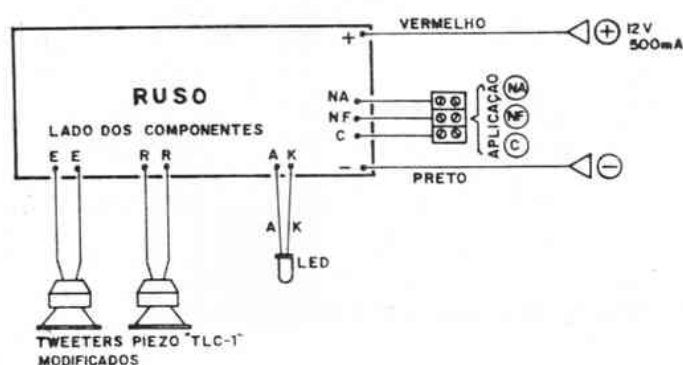 VERMELHO
+
+
12V
500mA
RUSO
LADO DOS COMPONENTES
NA
NF
C
APLICAÇÃO
NA
NF
C
E E R R A K
-
-
PRETO
A K
LED
TWEETERS PIEZO "TLC-1"
MODIFICADOS